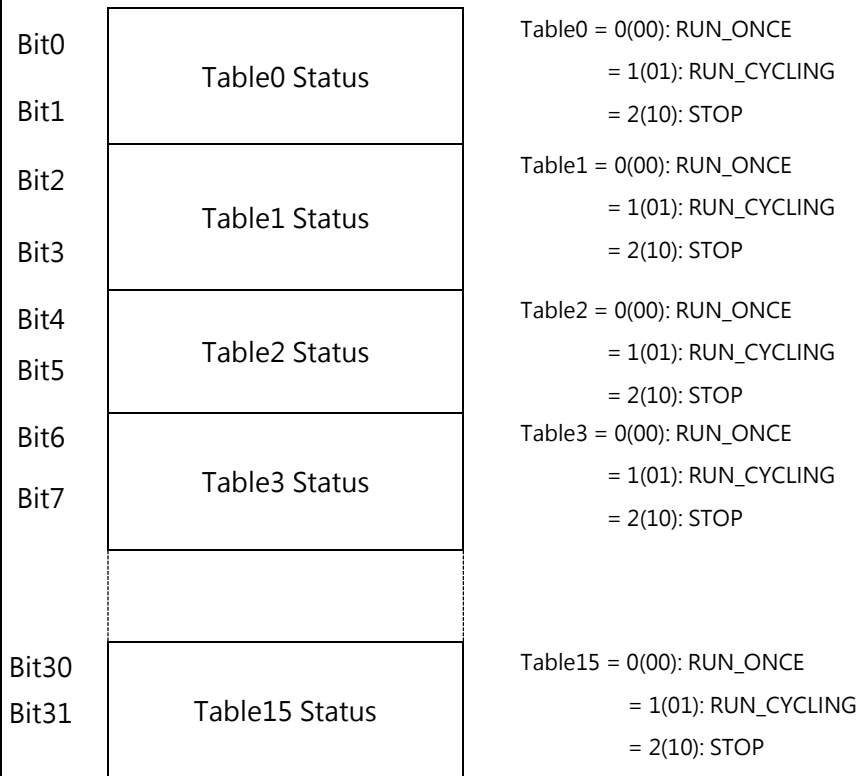 Bit0
Bit1
Table0 Status
Table0 = 0(00): RUN_ONCE
= 1(01): RUN_CYCLING
= 2(10): STOP
Bit2
Bit3
Table1 Status
Table1 = 0(00): RUN_ONCE
= 1(01): RUN_CYCLING
= 2(10): STOP
Bit4
Bit5
Table2 Status
Table2 = 0(00): RUN_ONCE
= 1(01): RUN_CYCLING
= 2(10): STOP
Bit6
Bit7
Table3 Status
Table3 = 0(00): RUN_ONCE
= 1(01): RUN_CYCLING
= 2(10): STOP
Bit30
Bit31
Table15 Status
Table15 = 0(00): RUN_ONCE
= 1(01): RUN_CYCLING
= 2(10): STOP